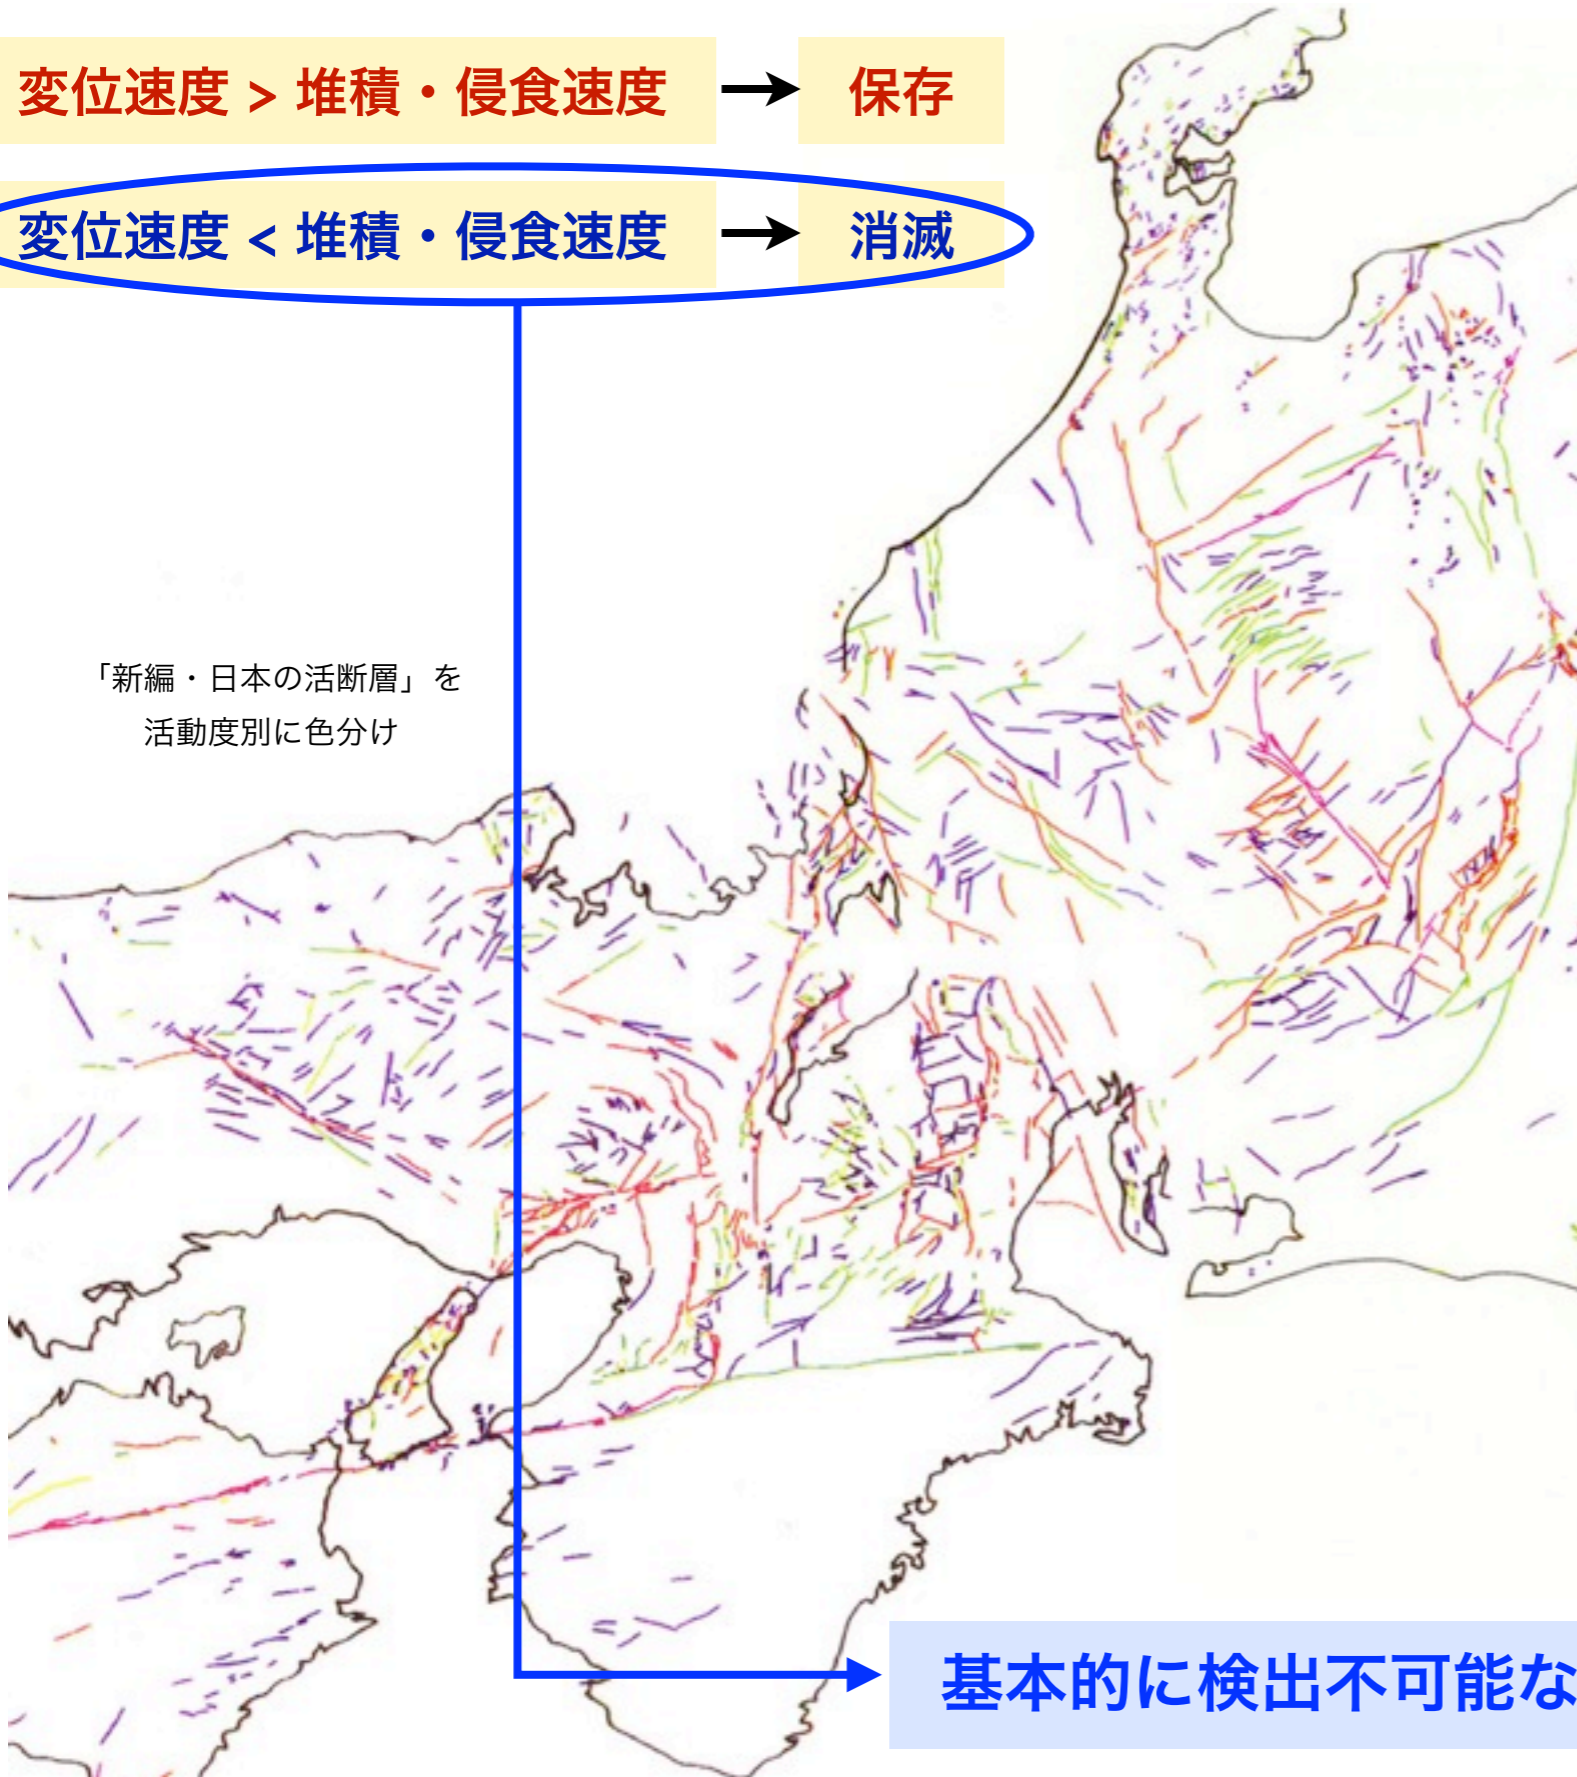 変位速度 > 堆積・侵食速度 → 保存
変位速度 < 堆積・侵食速度 → 消滅
「新編・日本の活断層」を
活動度別に色分け
基本的に検出不可能な